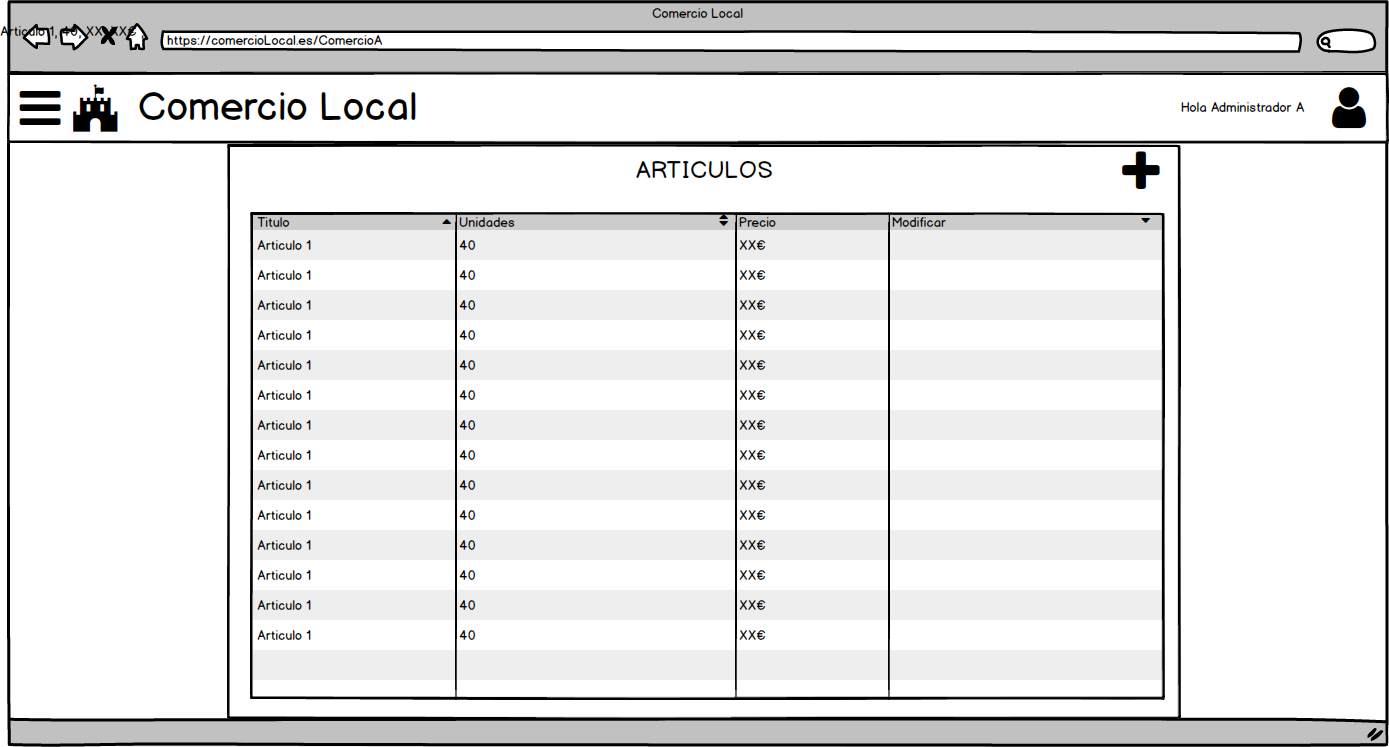 Comercio Local
Articulo 1, 40, XX XX€
https://comercioLocal.es/ComercioA
Comercio Local
Hola Administrador A
ARTICULOS
Titulo Unidades Precio Modificar
Articulo 1 40 XX€
Articulo 1 40 XX€
Articulo 1 40 XX€
Articulo 1 40 XX€
Articulo 1 40 XX€
Articulo 1 40 XX€
Articulo 1 40 XX€
Articulo 1 40 XX€
Articulo 1 40 XX€
Articulo 1 40 XX€
Articulo 1 40 XX€
Articulo 1 40 XX€
Articulo 1 40 XX€
Articulo 1 40 XX€